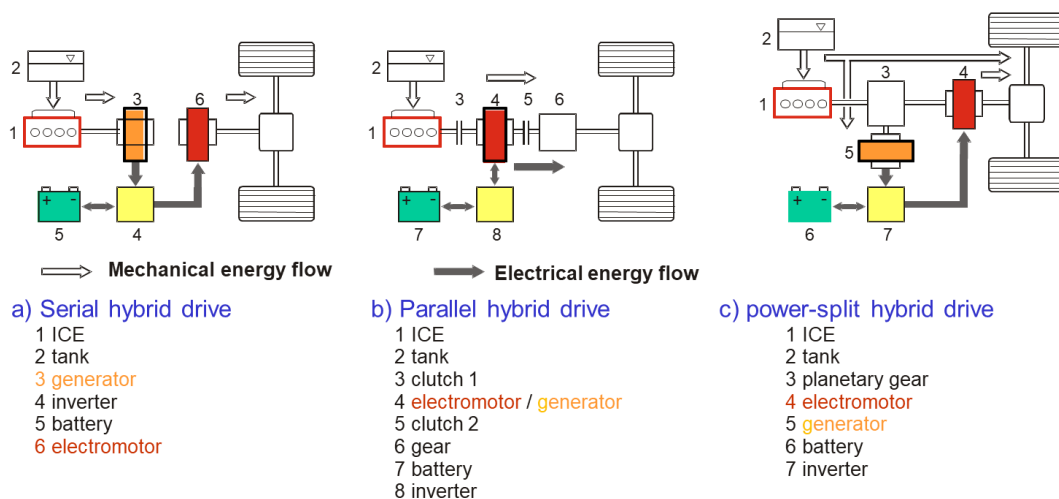 2
3
6
1
+ -
5
4
2
3
4
5
6
1
+ -
7
8
2
3
4
1
5
+ -
6
7
Mechanical energy flow
Electrical energy flow
a) Serial hybrid drive
1 ICE
2 tank
3 generator
4 inverter
5 battery
6 electromotor
b) Parallel hybrid drive
1 ICE
2 tank
3 clutch 1
4 electromotor / generator
5 clutch 2
6 gear
7 battery
8 inverter
c) power-split hybrid drive
1 ICE
2 tank
3 planetary gear
4 electromotor
5 generator
6 battery
7 inverter